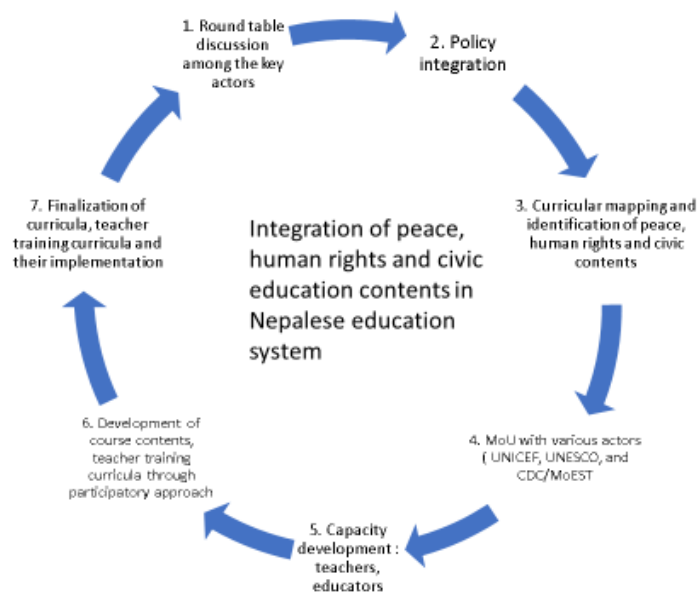 1. Round table
discussion
among the key
actors
2. Policy
integration
3. Curricular mapping and
identification of peace,
human rights and civic
contents
4. MoU with various actors
( UNICEF, UNESCO, and
CDC/MoEST
5. Capacity
development :
teachers,
educators
6. Development of
course contents,
teacher training
curricula through
participatory approach
7. Finalization of
curricula, teacher
training curricula and
their implementation
Integration of peace,
human rights and civic
education contents in
Nepalese education
system